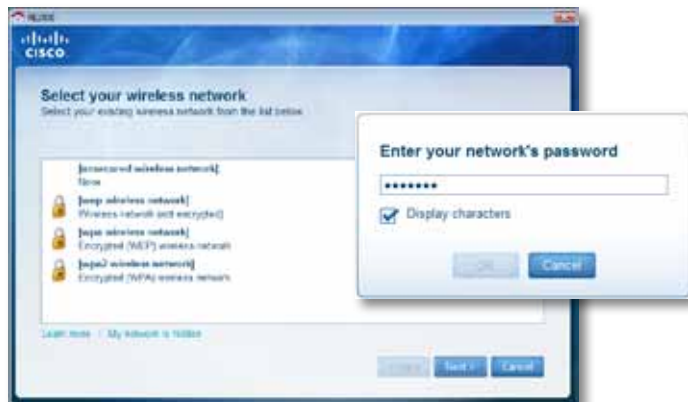 CISCO
Select your wireless network
Select your existing wireless network from the list below.
[unsecured wireless network]
None
[wep wireless network]
Wireless network (not encrypted)
[wpa wireless network]
Encrypted (WEP) wireless network
[wpa2 wireless network]
Encrypted (WPA) wireless network
Learn more | My network is hidden
Next > Cancel
Enter your network's password
•••••••
Display characters
OK Cancel